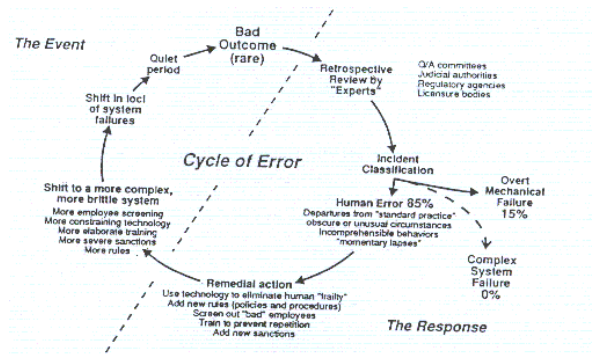 The Event
Bad
Outcome
(rare)
Quiet
period
Retrospective
Review by
"Experts"
Q/A committees
Judicial authorities
Regulatory agencies
Licensure bodies
Shift in loci
of system
failures
Cycle of Error
Incident
Classification
Overt
Mechanical
Failure
15%
Human Error 85%
Departures from "standard practice"
obscure or unusual circumstances
Incomprehensible behaviors
"momentary lapses"
Shift to a more complex,
more brittle system
More employee screening
More constraining technology
More elaborate training
More severe sanctions
More rules
Complex
System
Failure
0%
Remedial action
Use technology to eliminate human "frailty"
Add new rules (policies and procedures)
Screen out "bad" employees
Train to prevent repetition
Add new sanctions
The Response